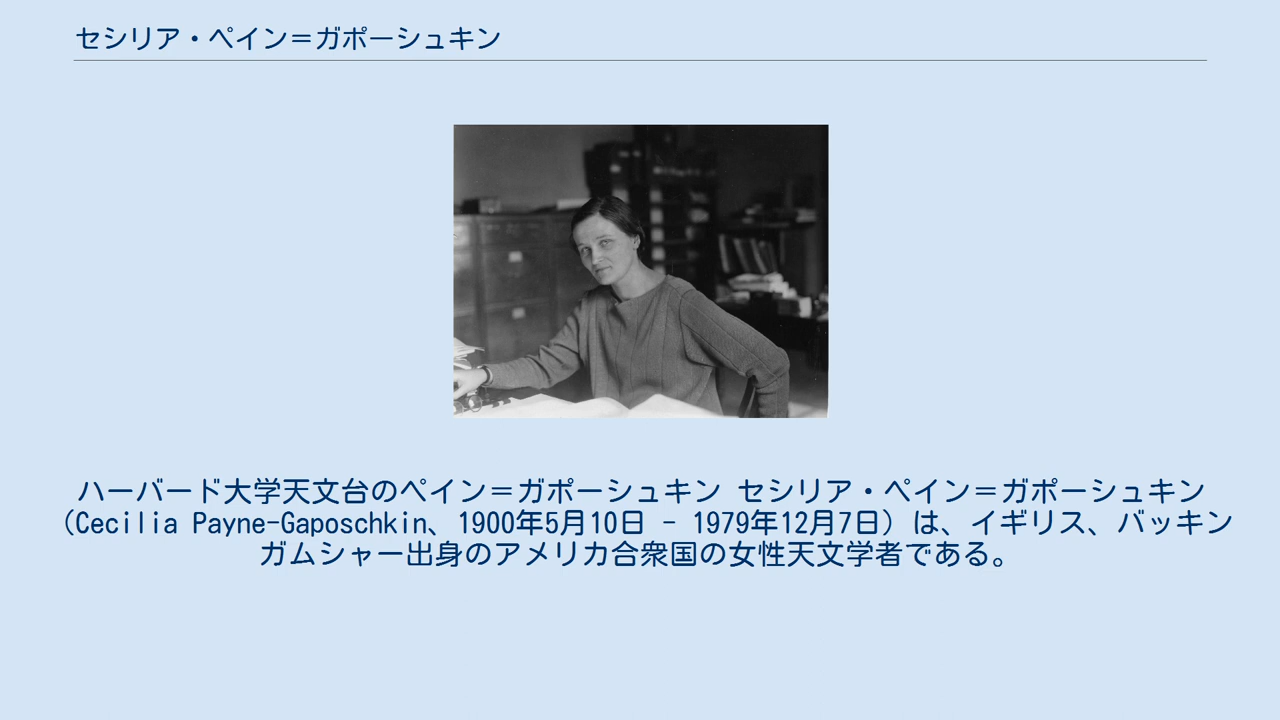 セシリア・ペイン＝ガポーシュキン
ハーバード大学天文台のペイン＝ガポーシュキン セシリア・ペイン＝ガポーシュキン
（Cecilia Payne-Gaposchkin、1900年5月10日 - 1979年12月7日）は、イギリス、バッキン
ガムシャー出身のアメリカ合衆国の女性天文学者である。